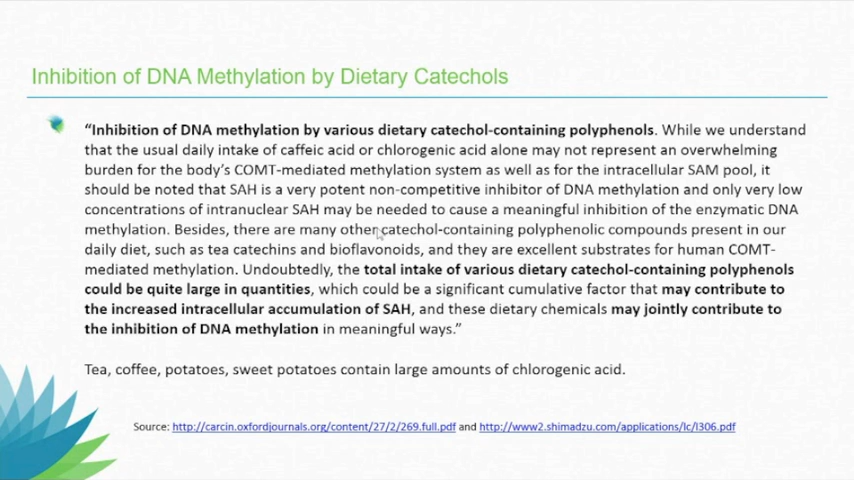 Inhibition of DNA Methylation by Dietary Catechols
“Inhibition of DNA methylation by various dietary catechol-containing polyphenols. While we understand
that the usual daily intake of caffeic acid or chlorogenic acid alone may not represent an overwhelming
burden for the body’s COMT-mediated methylation system as well as for the intracellular SAM pool, it
should be noted that SAH is a very potent non-competitive inhibitor of DNA methylation and only very low
concentrations of intranuclear SAH may be needed to cause a meaningful inhibition of the enzymatic DNA
methylation. Besides, there are many other catechol-containing polyphenolic compounds present in our
daily diet, such as tea catechins and bioflavonoids, and they are excellent substrates for human COMT-
mediated methylation. Undoubtedly, the total intake of various dietary catechol-containing polyphenols
could be quite large in quantities, which could be a significant cumulative factor that may contribute to
the increased intracellular accumulation of SAH, and these dietary chemicals may jointly contribute to
the inhibition of DNA methylation in meaningful ways.”
Tea, coffee, potatoes, sweet potatoes contain large amounts of chlorogenic acid.
Source: http://carcin.oxfordjournals.org/content/27/2/269.full.pdf and http://www2.shimadzu.com/applications/lc/l306.pdf